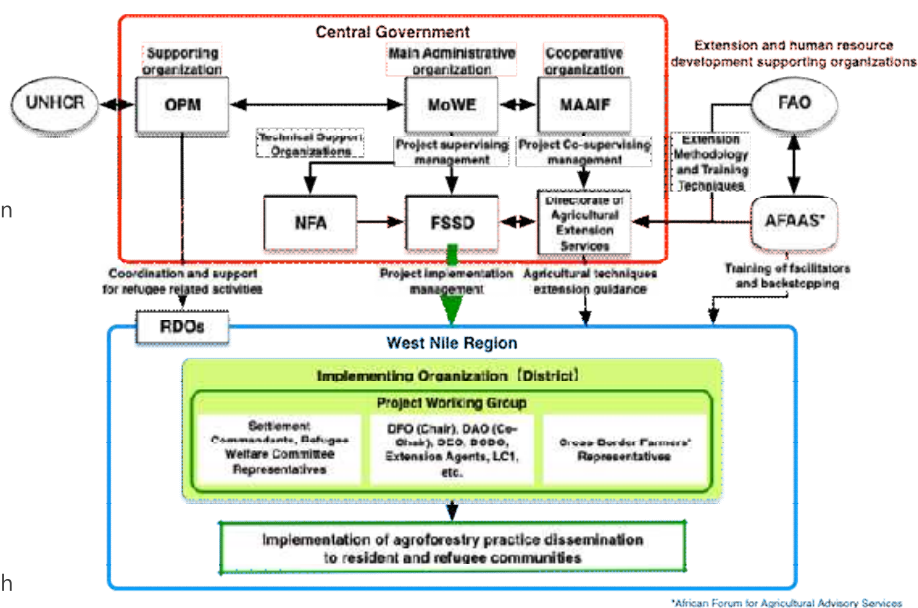 Central Government
Supporting
organization
Main Administrative
organization
Cooperative
organization
Extension and human resource
development supporting organizations
UNHCR
OPM
MoWE
MAAIF
FAO
Technical Support
Organizations
Project supervising
management
Project Co-supervising
management
Extension
Methodology
and Training
Techniques
n
NFA
FSSD
Directorate of
Agricultural
Extension
Services
AFAAS*
Coordination and support
for refugee related activities
Project implementation
management
Agricultural techniques
extension guidance
Training of facilitators
and backstopping
RDOs
West Nile Region
Implementing Organization [District]
Project Working Group
Settlement
Commandants, Refugee
Welfare Committee
Representatives
DFO (Chair), DAO (Co-
Chair),
Extension Agents, LC1,
etc.
Cross-Border Farmers'
Representatives
Implementation of agroforestry practice dissemination
to resident and refugee communities
h
*African Forum for Agricultural Advisory Services